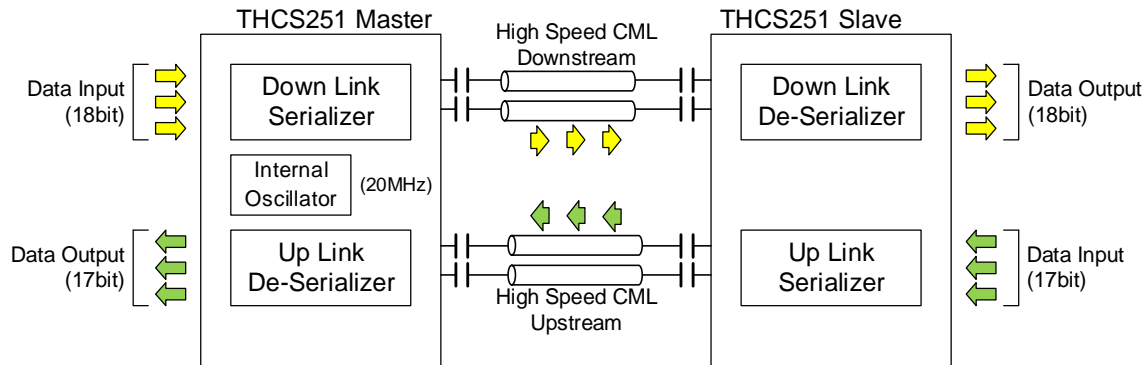 THCS251 Master
THCS251 Slave
High Speed CML
Downstream
Data Input
(18bit)
Down Link
Serializer
Down Link
De-Serializer
Data Output
(18bit)
Internal
Oscillator
(20MHz)
Data Output
(17bit)
Up Link
De-Serializer
Up Link
Serializer
Data Input
(17bit)
High Speed CML
Upstream